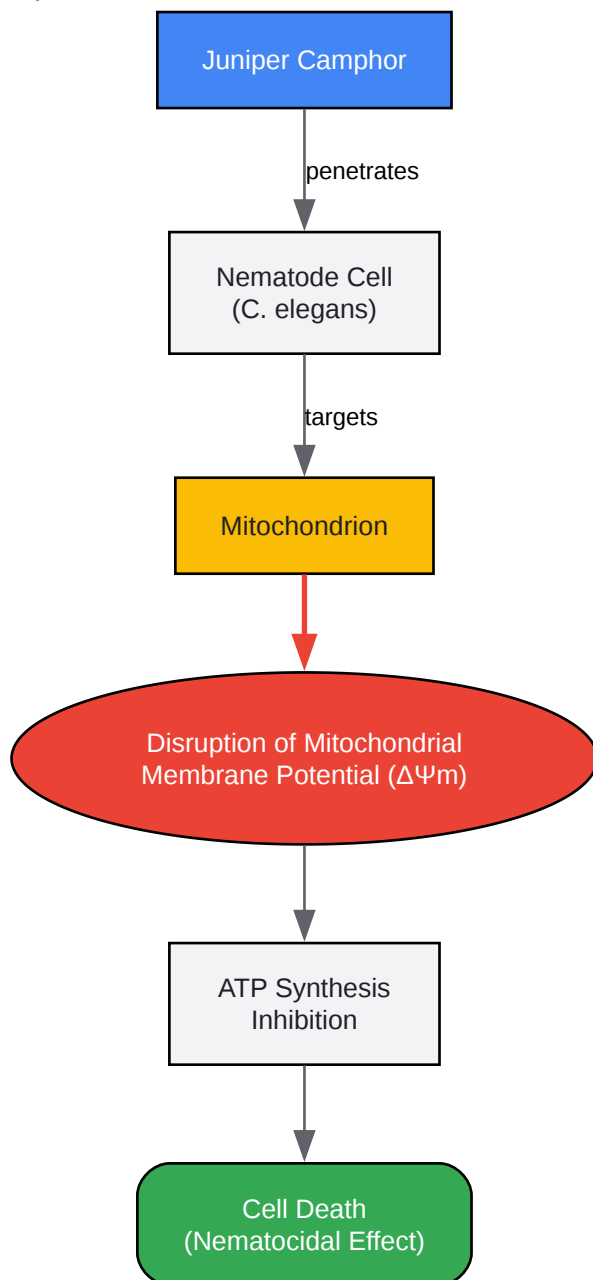 Juniper Camphor
penetrates
Nematode Cell
(C. elegans)
targets
Mitochondrion
Disruption of Mitochondrial
Membrane Potential (ΔΨm)
ATP Synthesis
Inhibition
Cell Death
(Nematocidal Effect)